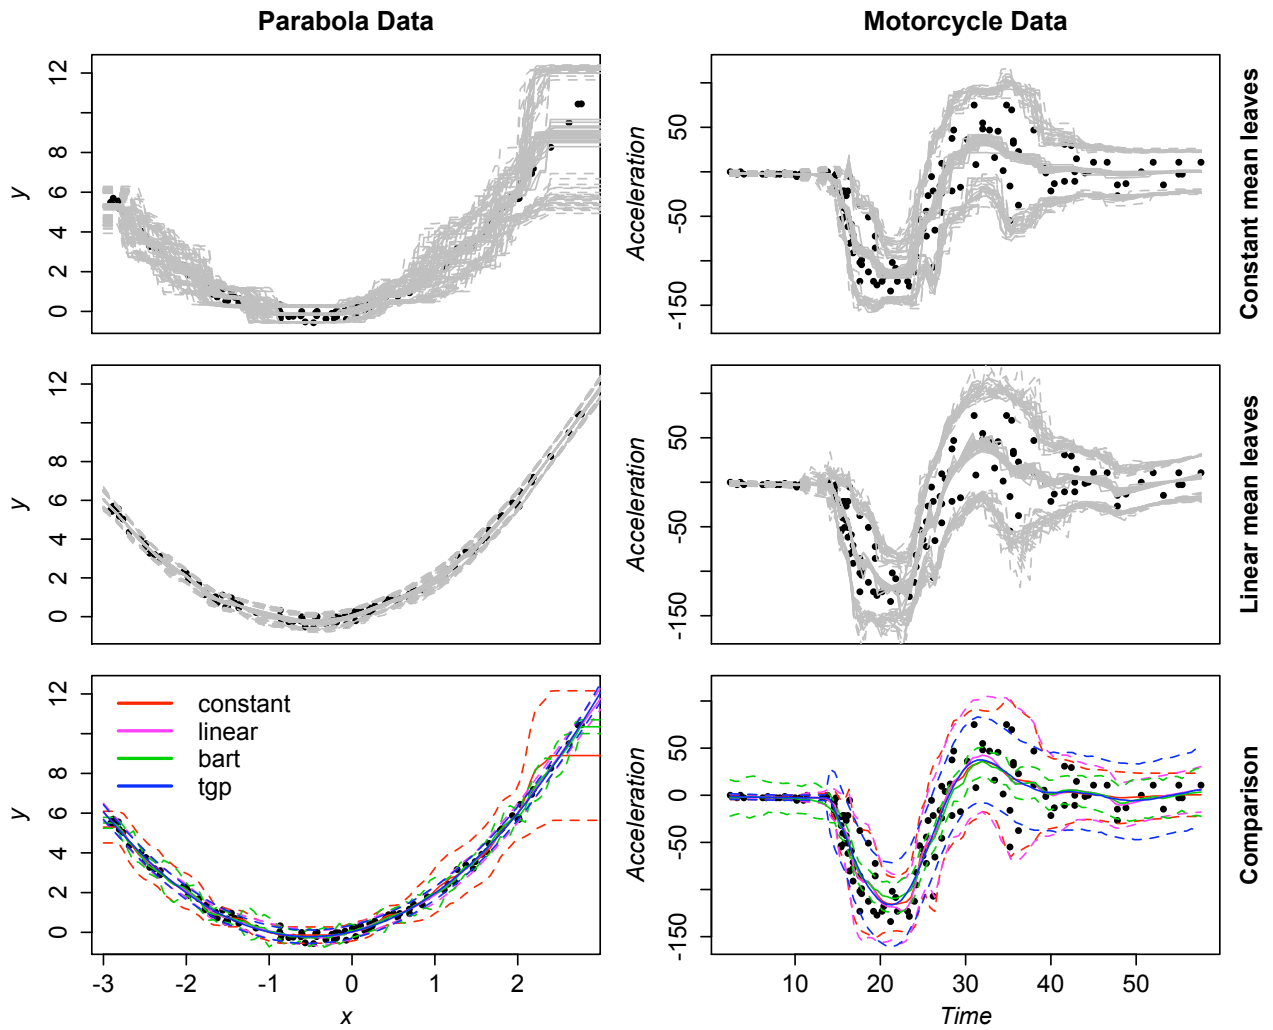 Parabola Data
Motorcycle Data
12
8
6
4
2
0
y
50
-50
-150
Acceleration
Constant mean leaves
12
8
6
4
2
0
y
50
-50
-150
Acceleration
Linear mean leaves
12
8
6
4
2
0
y
constant
linear
bart
tgp
-3
-2
-1
0
1
2
x
50
0
-50
-150
Acceleration
10
20
30
40
50
Time
Comparison